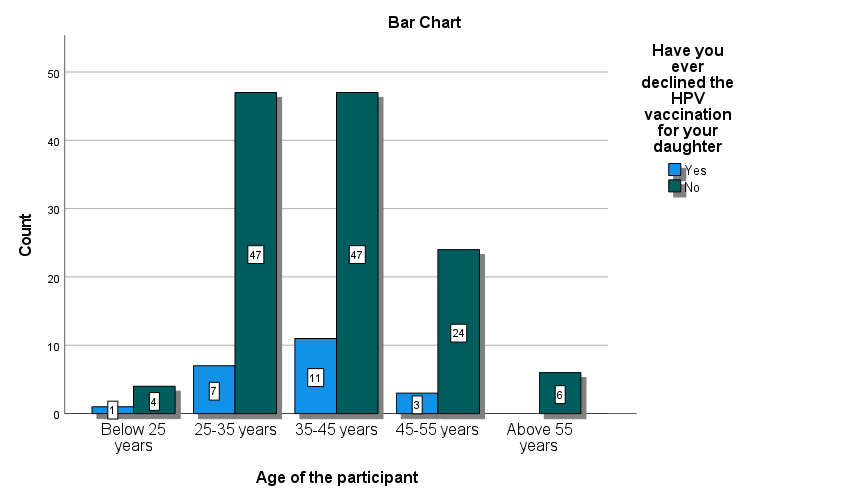 Bar Chart
Have you
ever
declined the
HPV
vaccination
for your
daughter
Yes
No
Count
50
40
30
20
10
0
1
4
7
47
11
47
3
24
6
Below 25
years
25-35 years
35-45 years
45-55 years
Above 55
years
Age of the participant